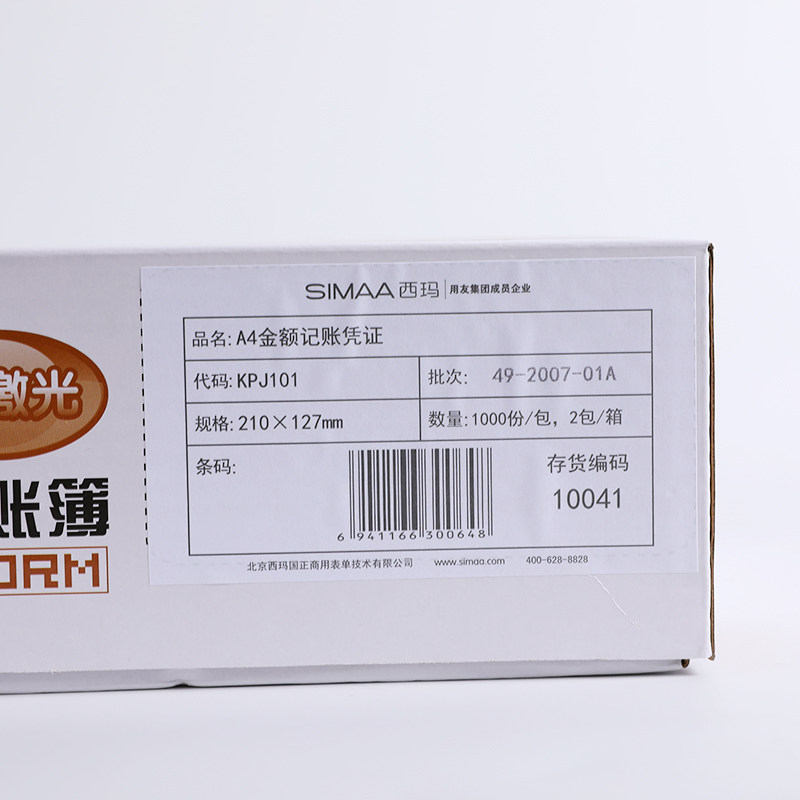 SIMAA西玛 用友集团成员企业
品名: A4金额记账凭证
代码: KPJ101 批次: 49-2007-01A
规格: 210×127mm 数量: 1000份/包, 2包/箱
条码: 存货编码
10041
6 941166 300648
北京西玛国正商用表单技术有限公司 www.simaa.com 400-628-8828
激光
账簿
ORM